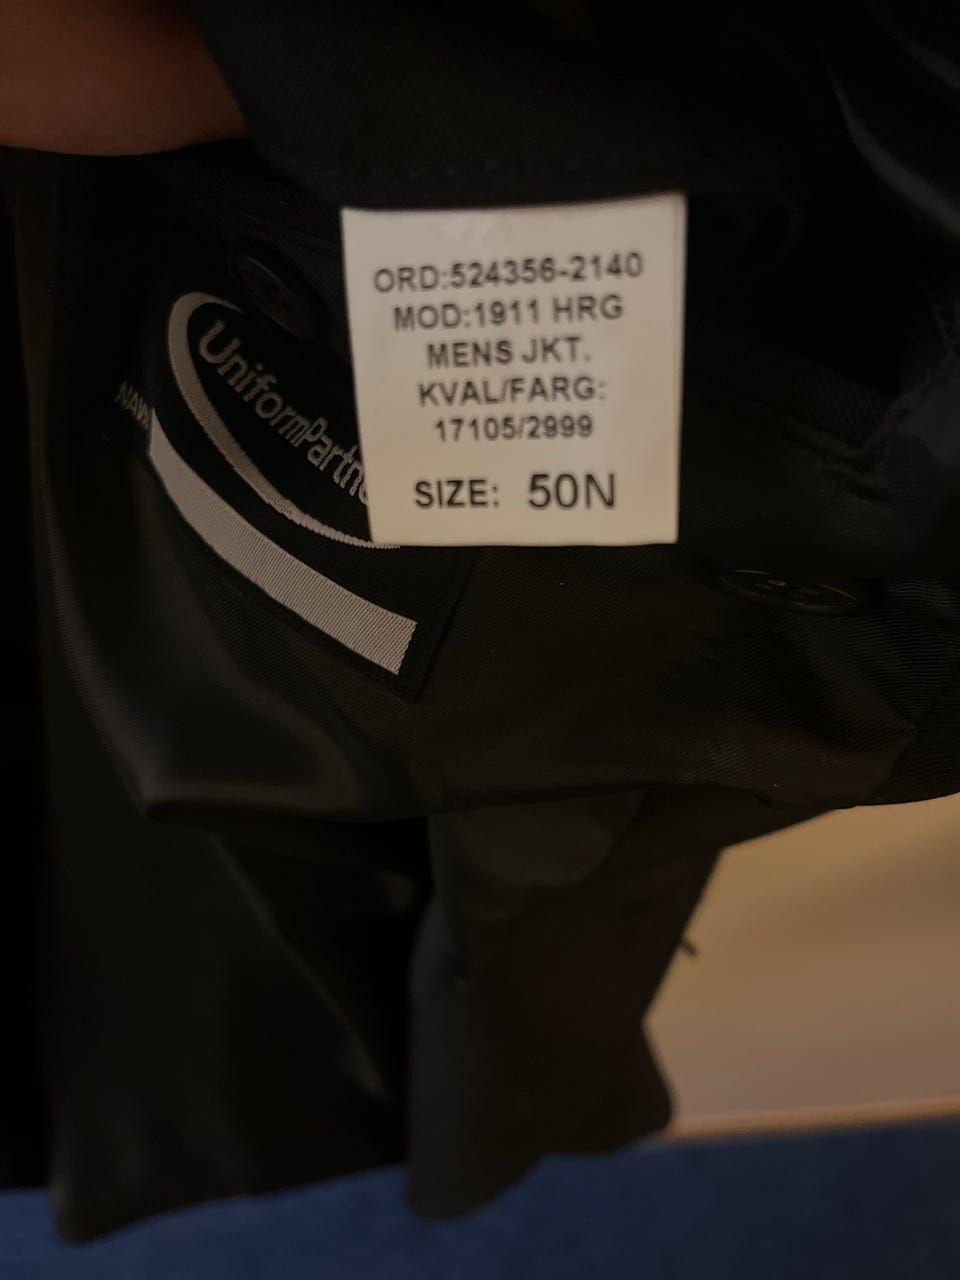 ORD:524356-2140
MOD:1911 HRG
MENS JKT.
KVAL/FARG:
17105/2999
SIZE: 50N